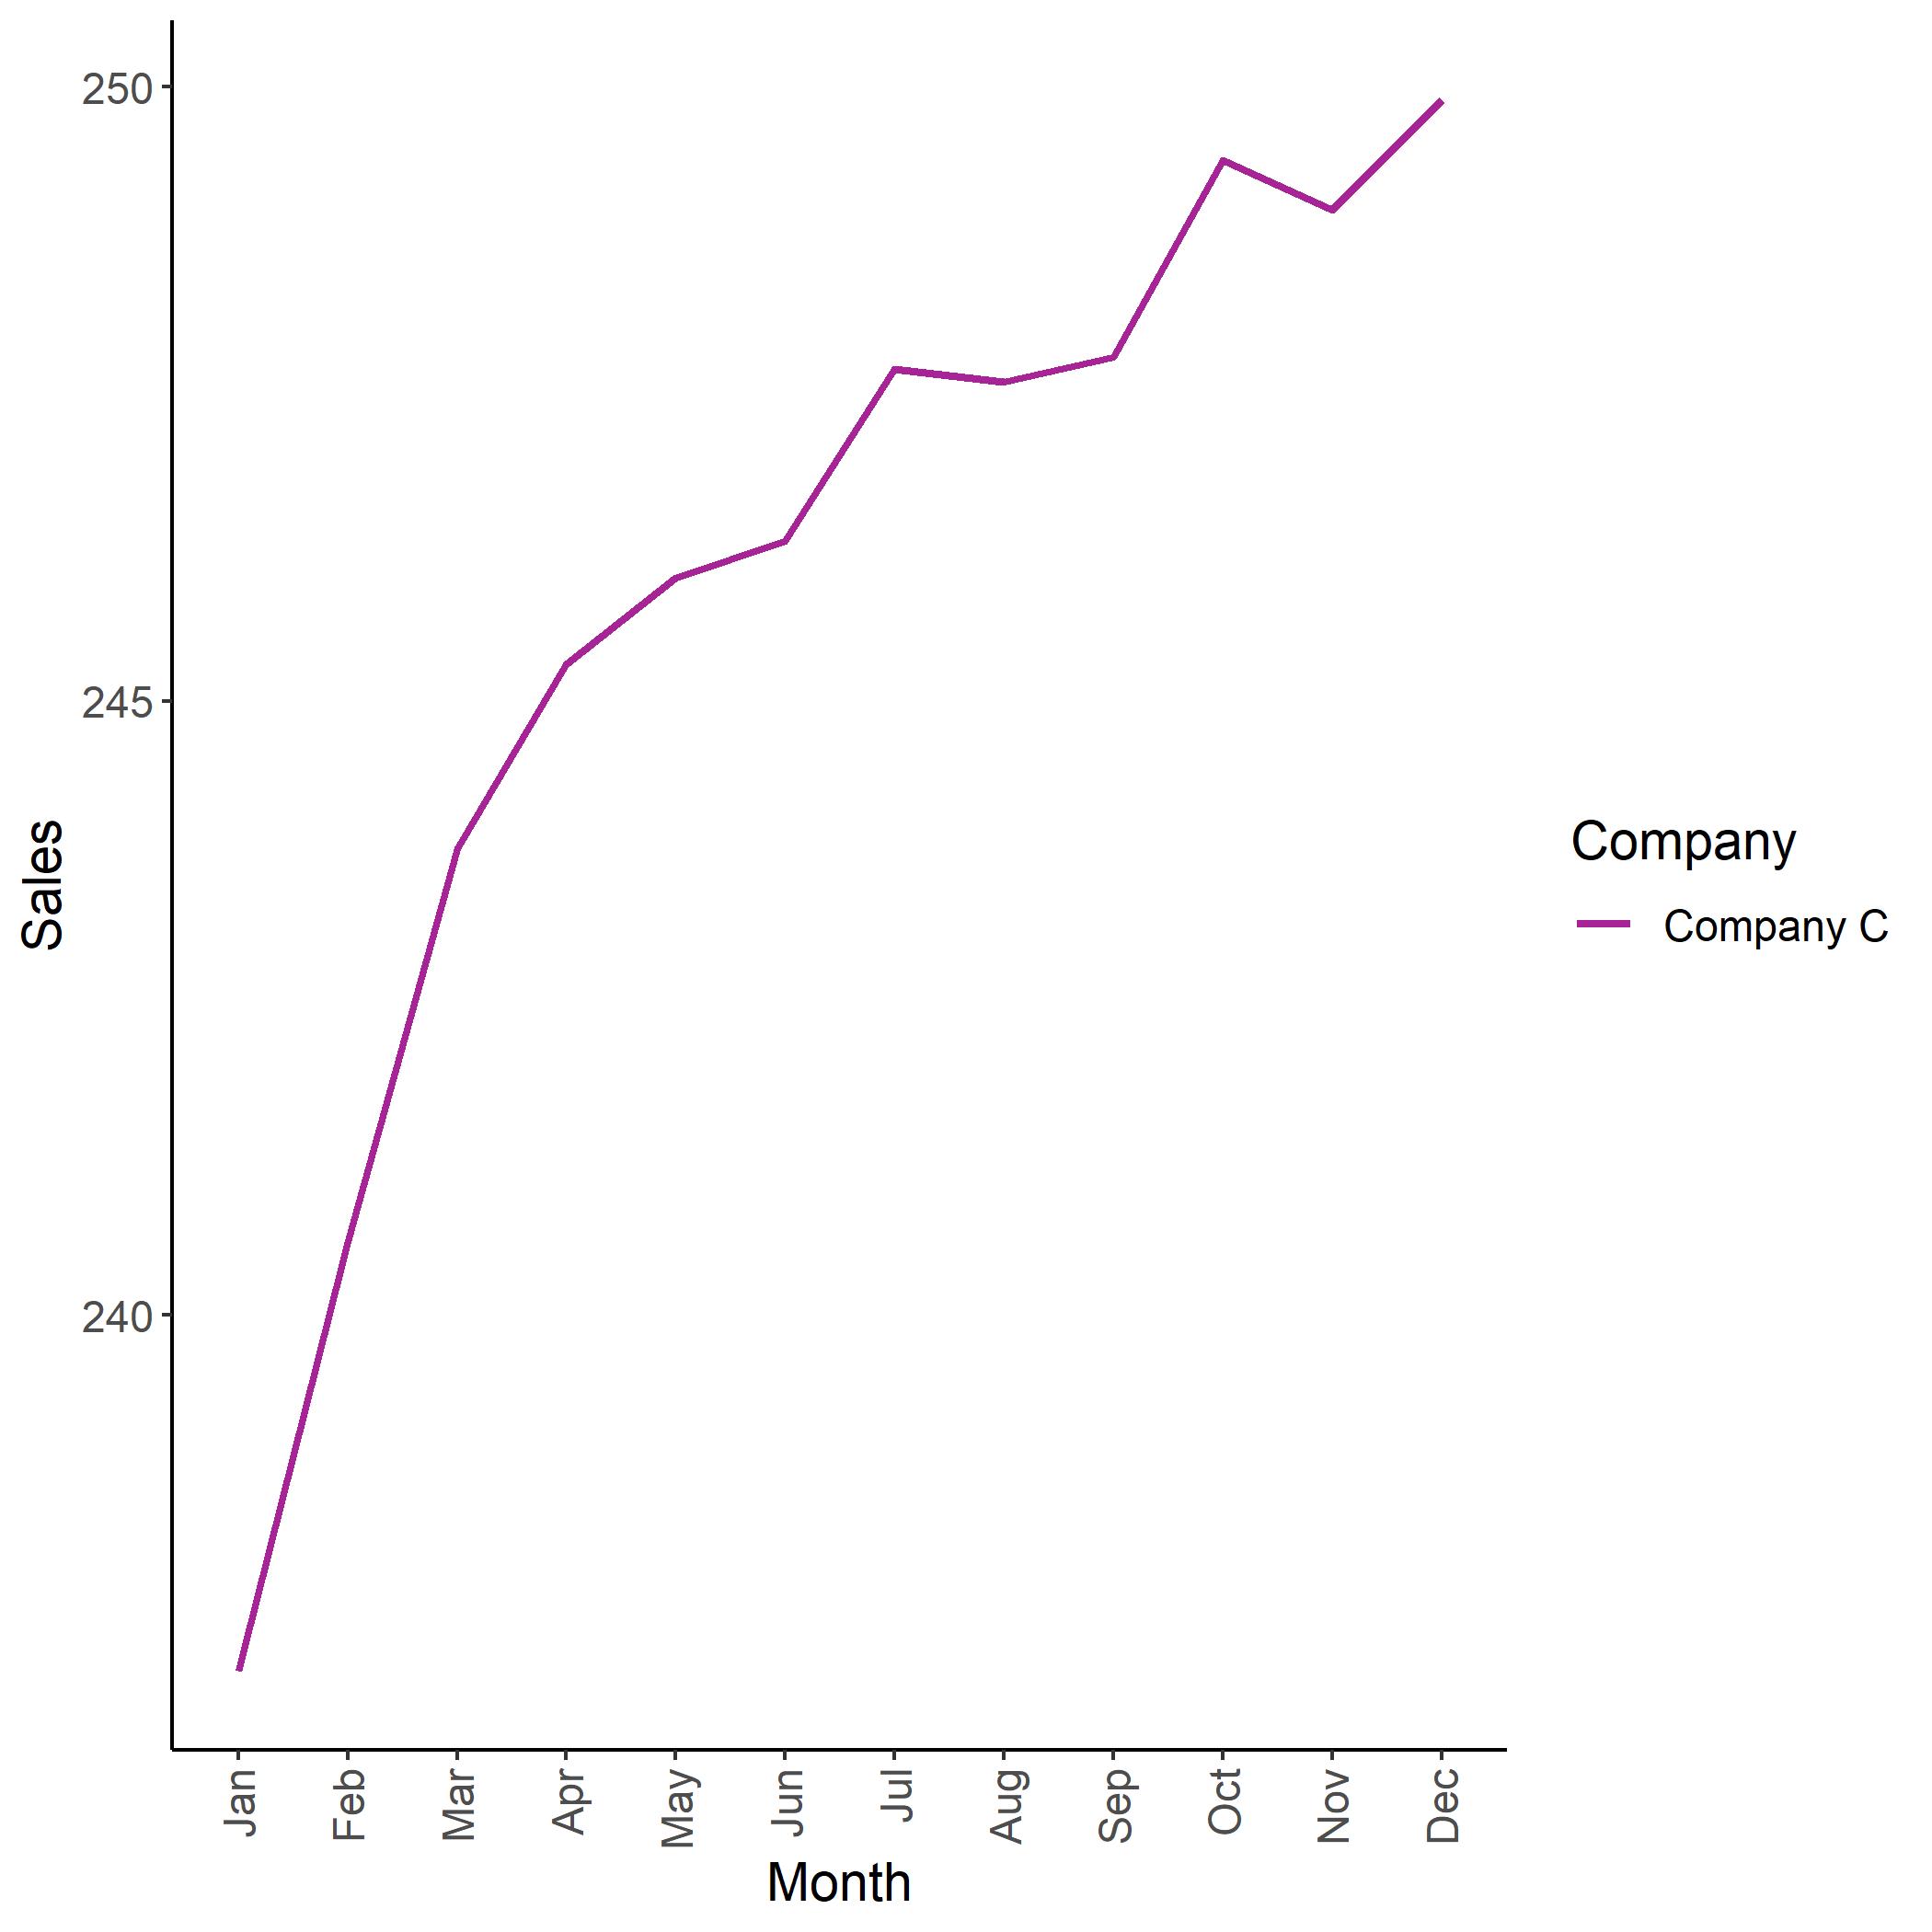 250
245
240
Sales
Jan
Feb
Mar
Apr
May
Jun
Jul
Aug
Sep
Oct
Nov
Dec
Month
Company
Company C